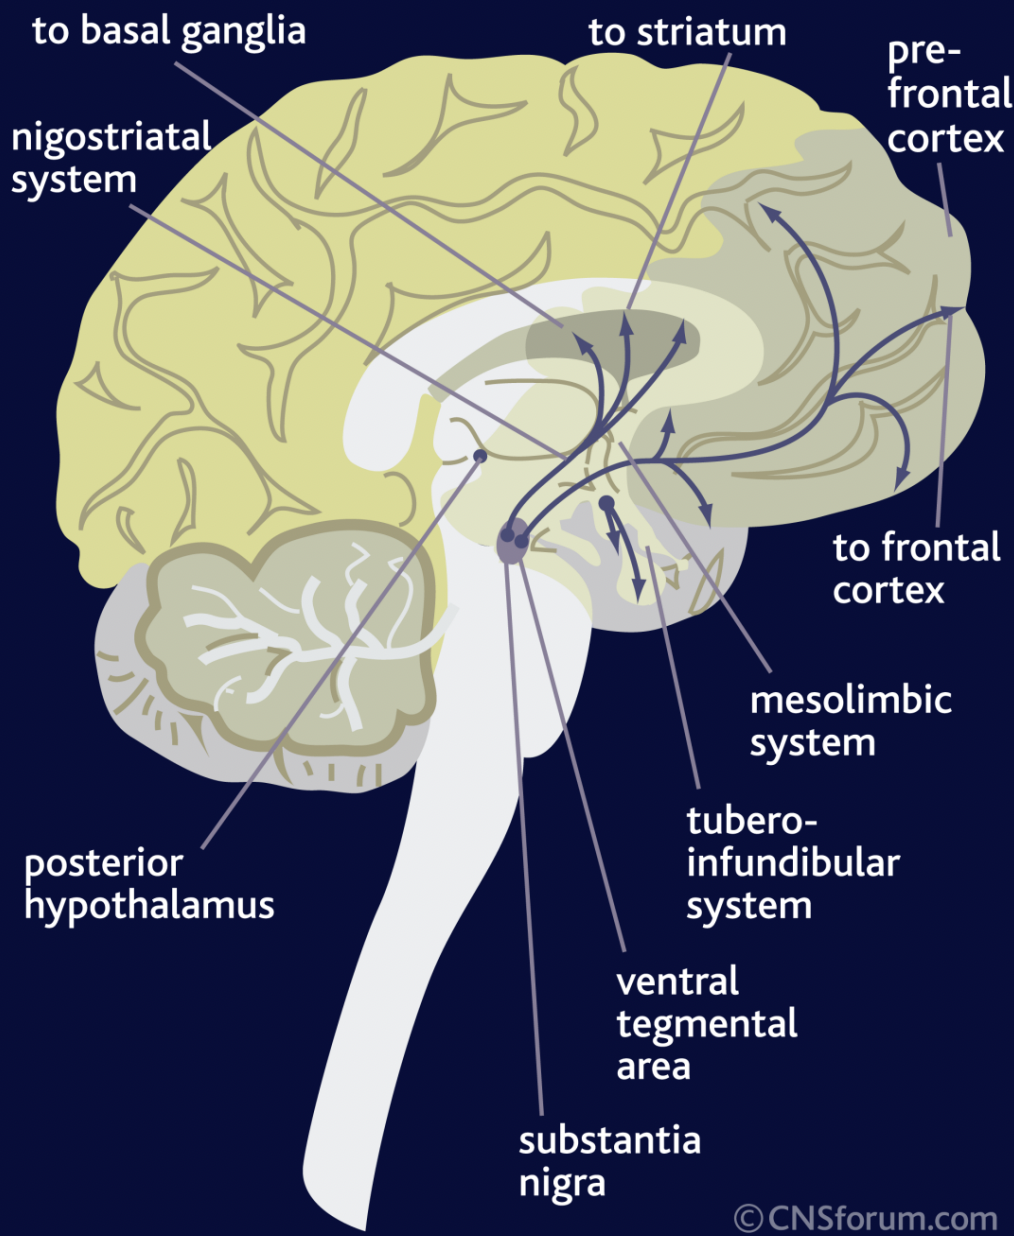 to basal ganglia
to striatum
pre-
frontal
cortex
nigostriatal
system
to frontal
cortex
mesolimbic
system
tubero-
infundibular
system
posterior
hypothalamus
ventral
tegmental
area
substantia
nigra
© CNSforum.com